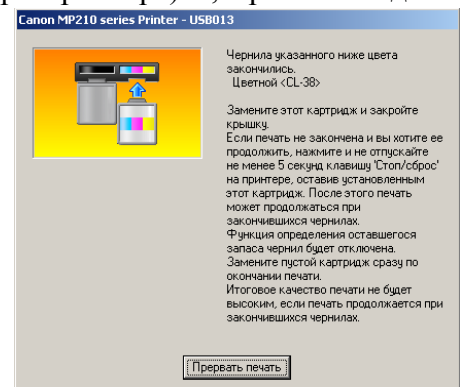 Canon MP210 series Printer - USB013
Чернила указанного ниже цвета
закончились.
Цветной <CL-38>
Замените этот картридж и закройте
крышку.
Если печать не закончена и вы хотите ее
продолжить, нажмите и не отпускайте
не менее 5 секунд клавишу 'Стоп/сброс'
на принтере, оставив установленным
этот картридж. После этого печать
может продолжаться при
закончившихся чернилах.
Функция определения оставшегося
запаса чернил будет отключена.
Замените пустой картридж сразу по
окончании печати.
Итоговое качество печати не будет
высоким, если печать продолжается при
закончившихся чернилах.
Прервать печать